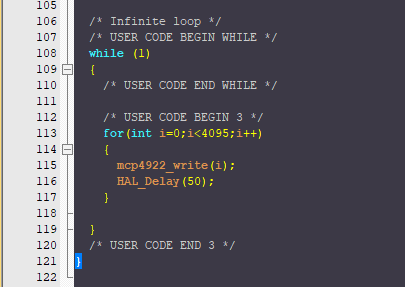 105
106 /* Infinite loop */
107 /* USER CODE BEGIN WHILE */
108 while (1)
109 {
110 /* USER CODE END WHILE */
111
112 /* USER CODE BEGIN 3 */
113 for(int i=0;i<4095;i++)
114 {
115 mcp4922_write(i);
116 HAL_Delay(50);
117 }
118
119 }
120 /* USER CODE END 3 */
121 }
122